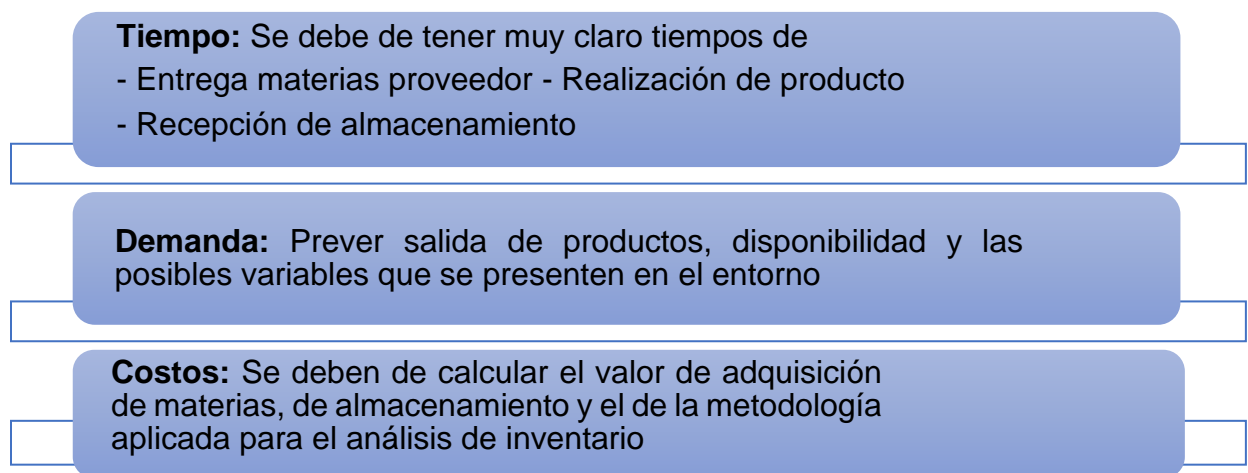 Tiempo: Se debe de tener muy claro tiempos de
- Entrega materias proveedor - Realización de producto
- Recepción de almacenamiento
Demanda: Prever salida de productos, disponibilidad y las
posibles variables que se presenten en el entorno
Costos: Se deben de calcular el valor de adquisición
de materias, de almacenamiento y el de la metodología
aplicada para el análisis de inventario